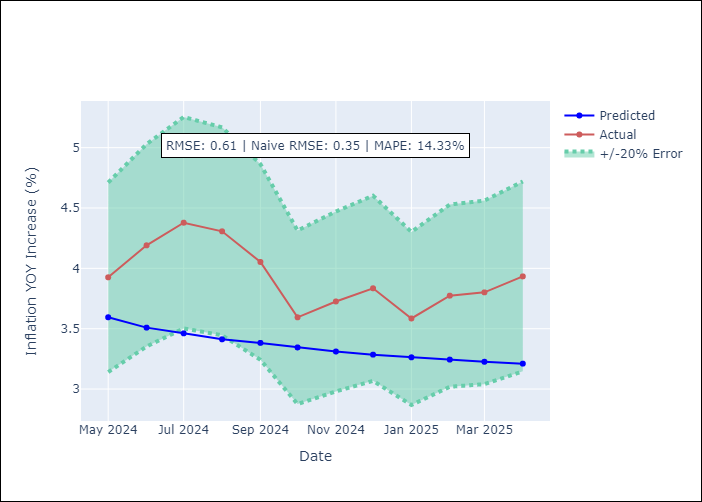 RMSE: 0.61 | Naive RMSE: 0.35 | MAPE: 14.33%
Predicted
Actual
+/-20% Error
Inflation YOY Increase (%)
5
4.5
4
3.5
3
May 2024
Jul 2024
Sep 2024
Nov 2024
Jan 2025
Mar 2025
Date